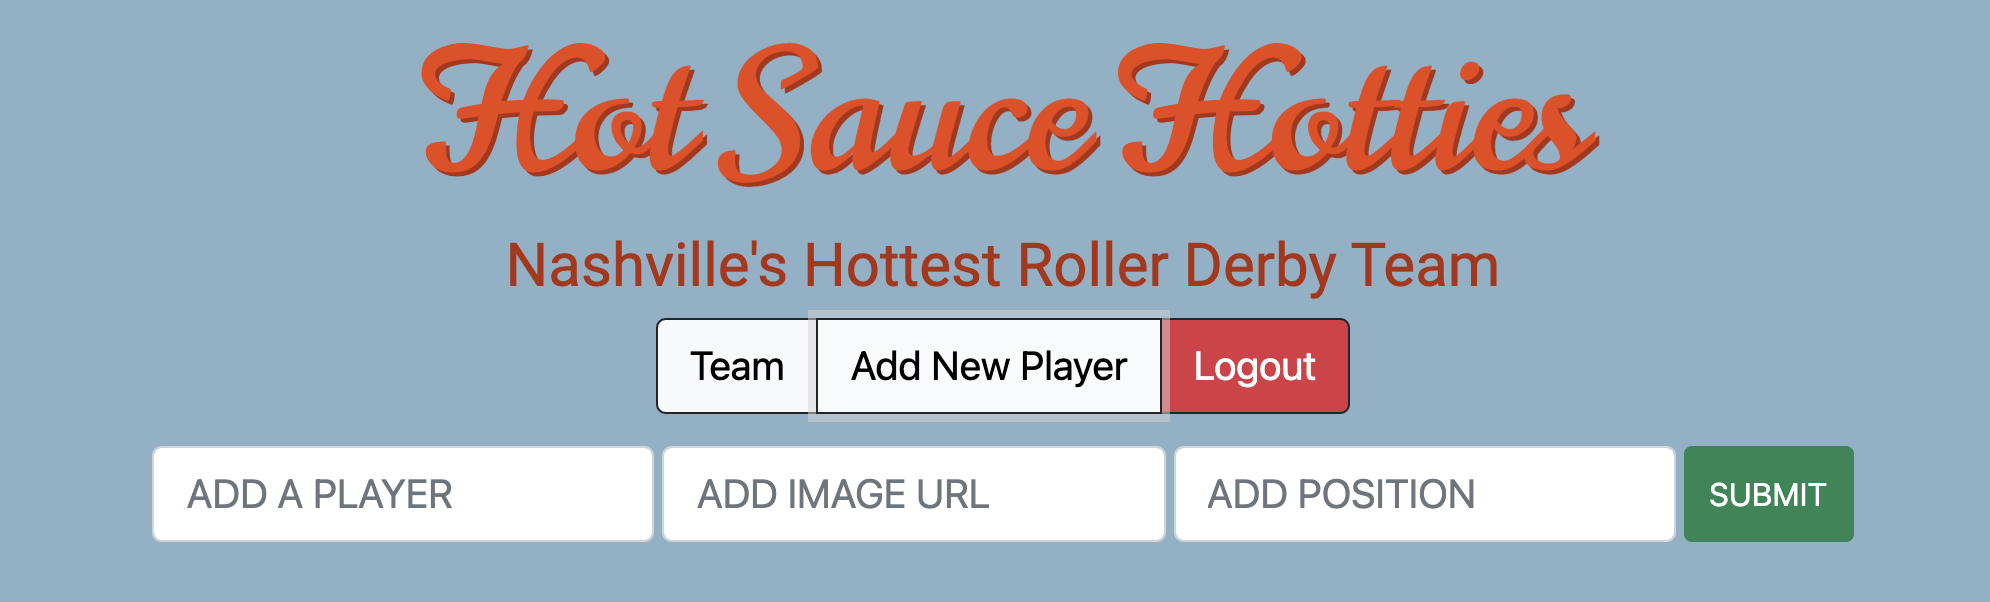 Hot Sauce Hotties
Nashville's Hottest Roller Derby Team
Team Add New Player Logout
ADD A PLAYER ADD IMAGE URL ADD POSITION SUBMIT